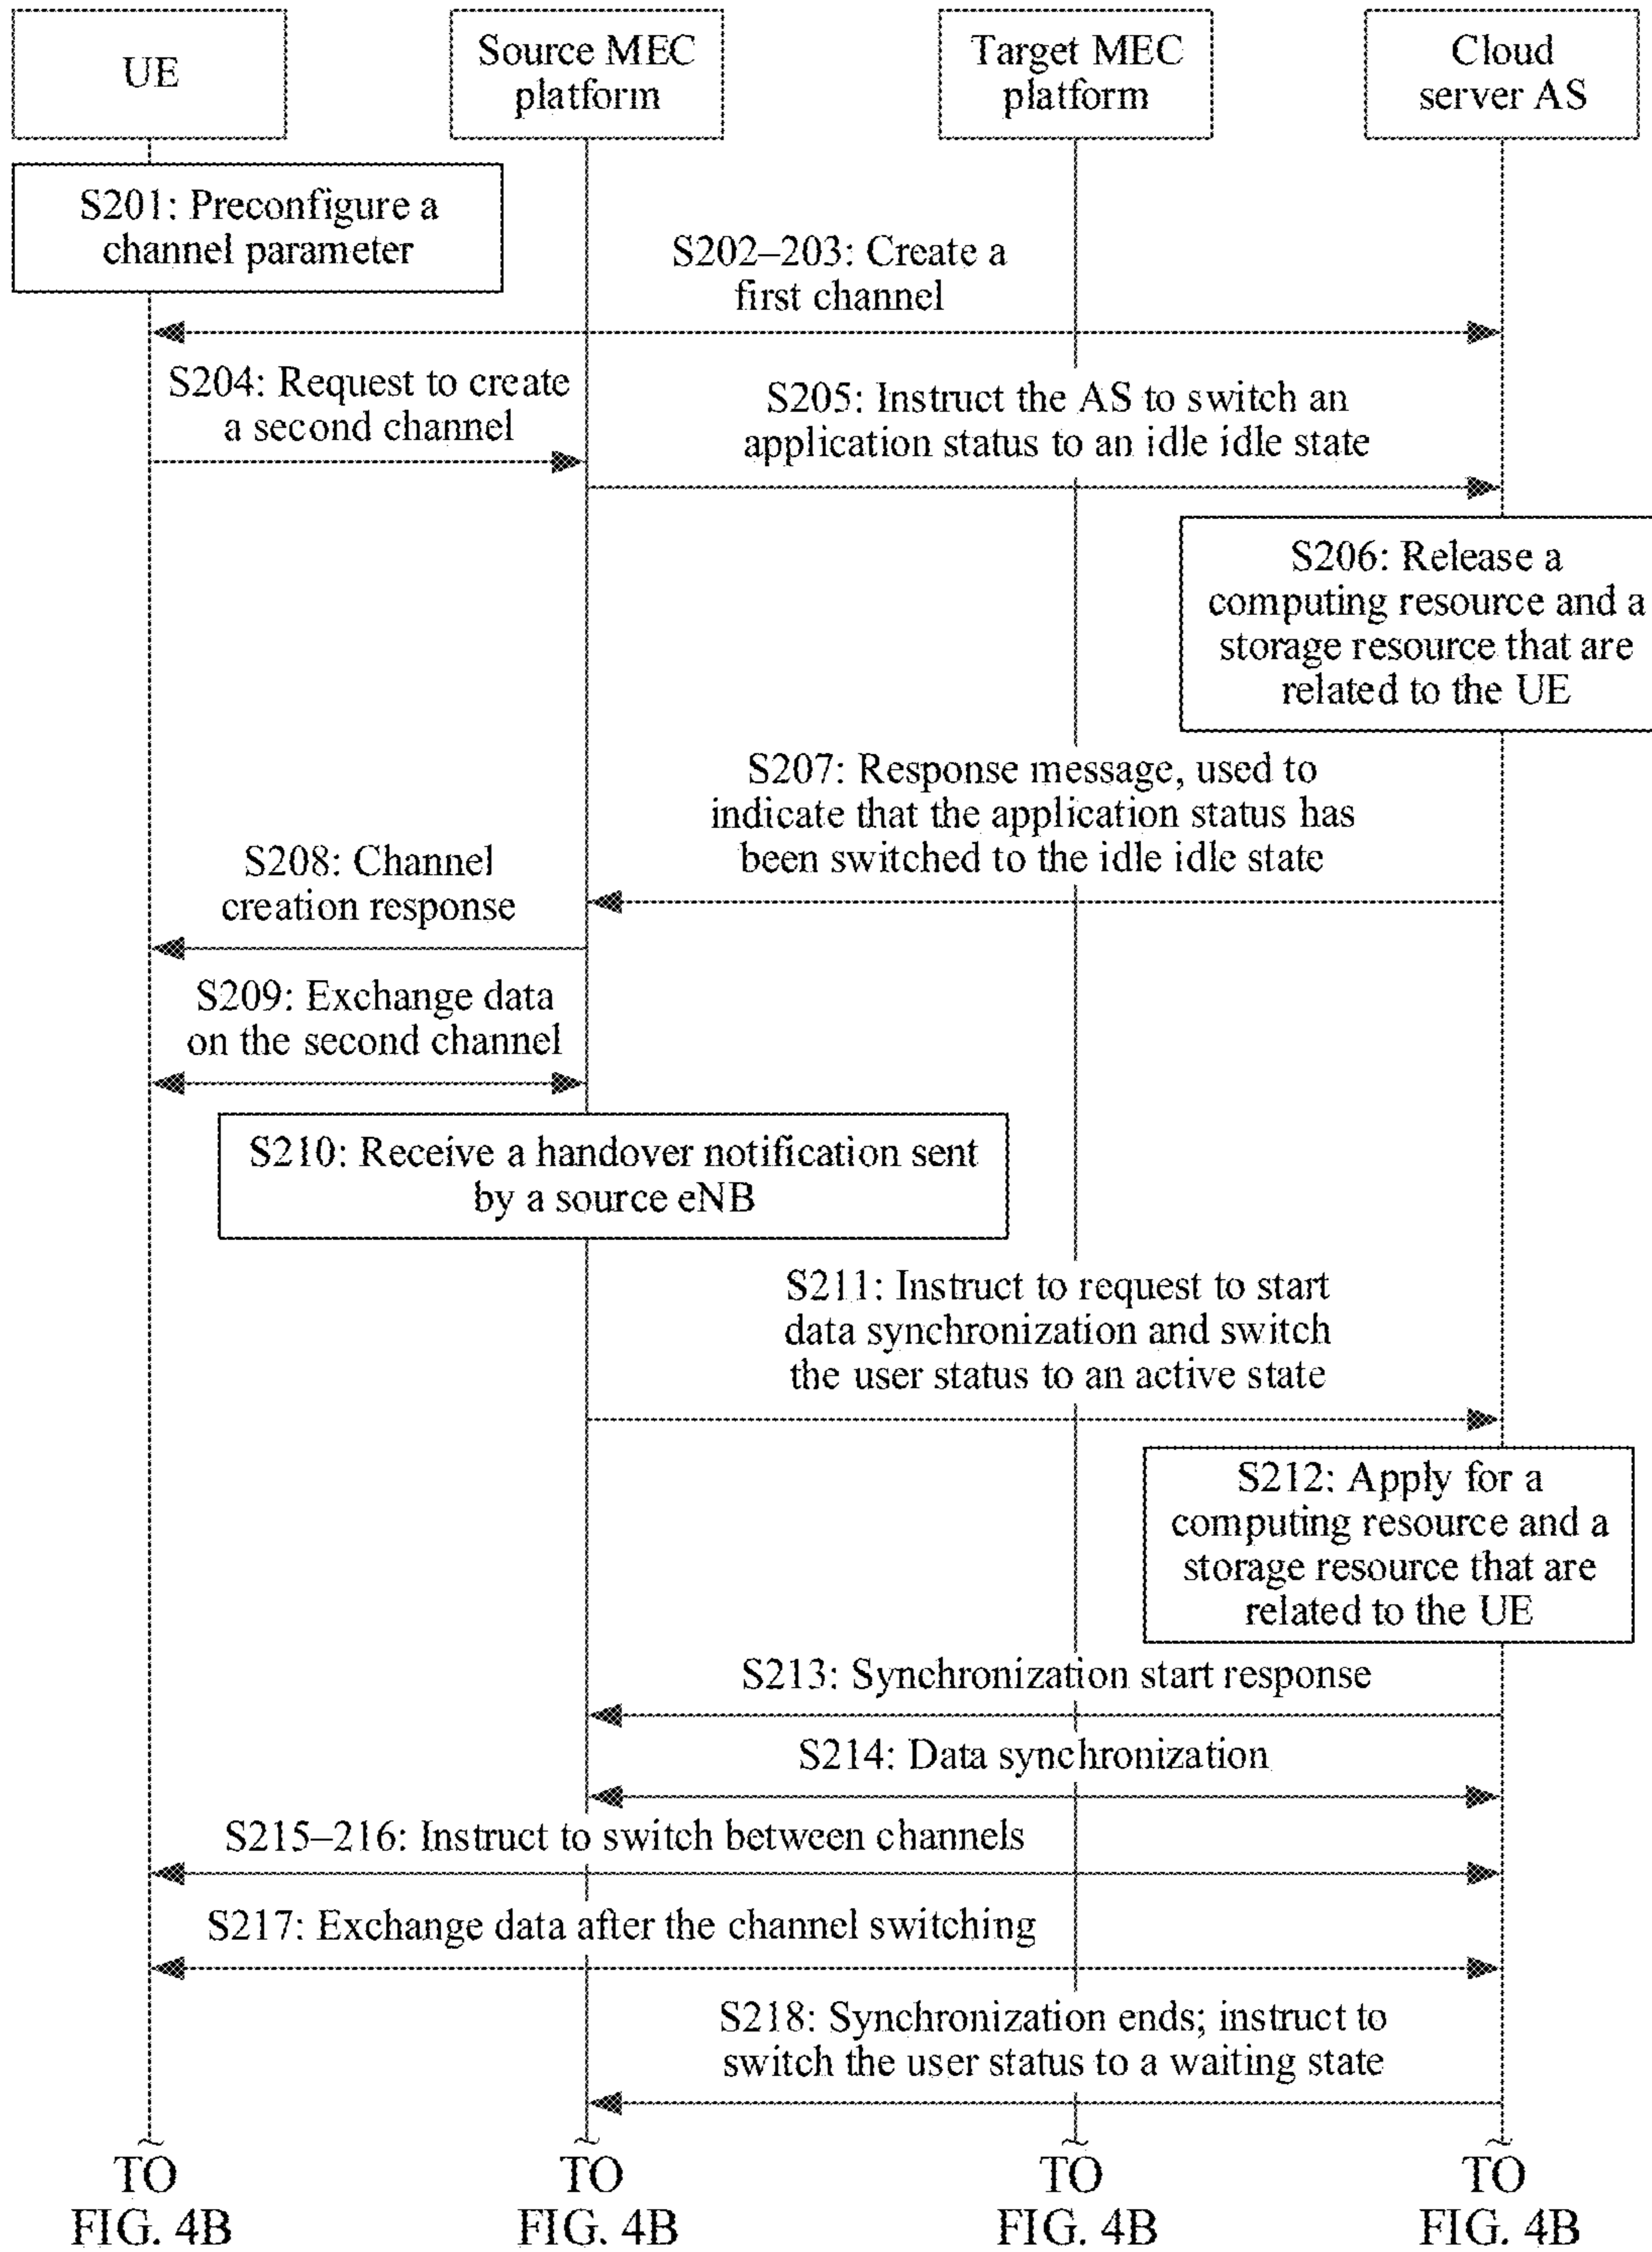 UE
Source MEC
platform
Target MEC
platform
Cloud
server AS
S201: Preconfigure a
channel parameter
S202–203: Create a
first channel
S204: Request to create
a second channel
S205: Instruct the AS to switch an
application status to an idle idle state
S206: Release a
computing resource and a
storage resource that are
related to the UE
S207: Response message, used to
indicate that the application status has
been switched to the idle idle state
S208: Channel
creation response
S209: Exchange data
on the second channel
S210: Receive a handover notification sent
by a source eNB
S211: Instruct to request to start
data synchronization and switch
the user status to an active state
S212: Apply for a
computing resource and a
storage resource that are
related to the UE
S213: Synchronization start response
S214: Data synchronization
S215–216: Instruct to switch between channels
S217: Exchange data after the channel switching
S218: Synchronization ends; instruct to
switch the user status to a waiting state
TO
FIG. 4B
TO
FIG. 4B
TO
FIG. 4B
TO
FIG. 4B